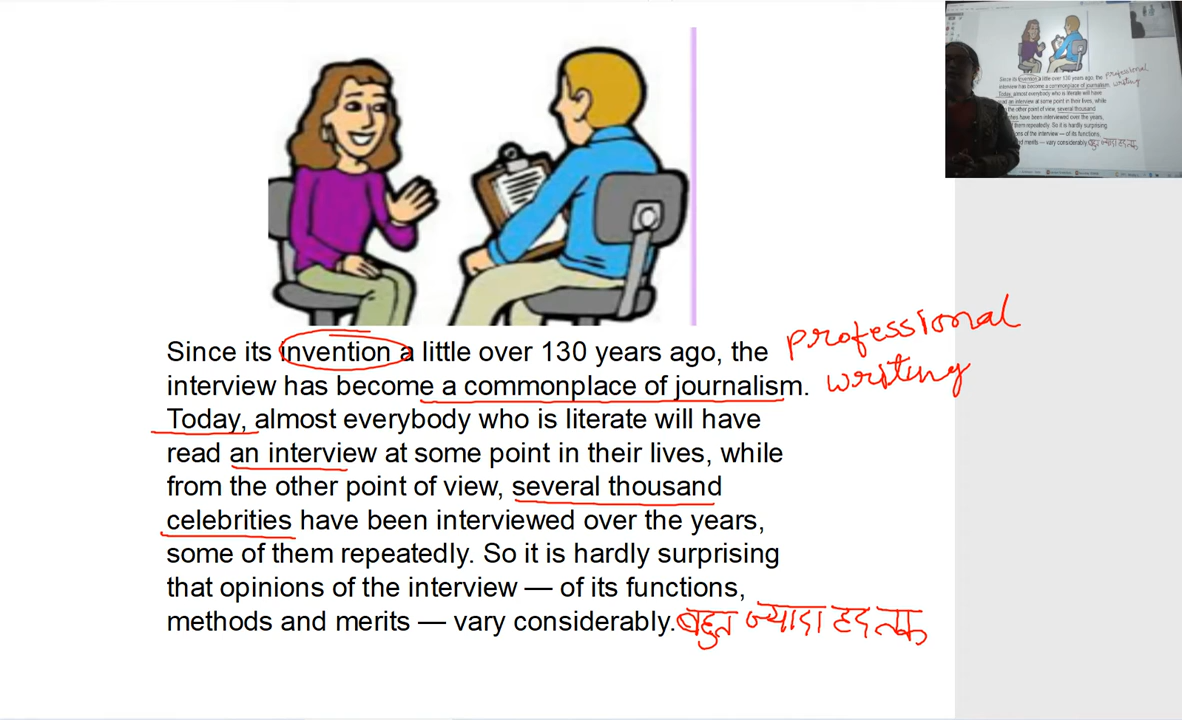 Since its invention a little over 130 years ago, the professional
interview has become a commonplace of journalism. writing
Today, almost everybody who is literate will have
read an interview at some point in their lives, while
from the other point of view, several thousand
celebrities have been interviewed over the years,
some of them repeatedly. So it is hardly surprising
that opinions of the interview — of its functions,
methods and merits — vary considerably. बहुत ज्यादा हद तक